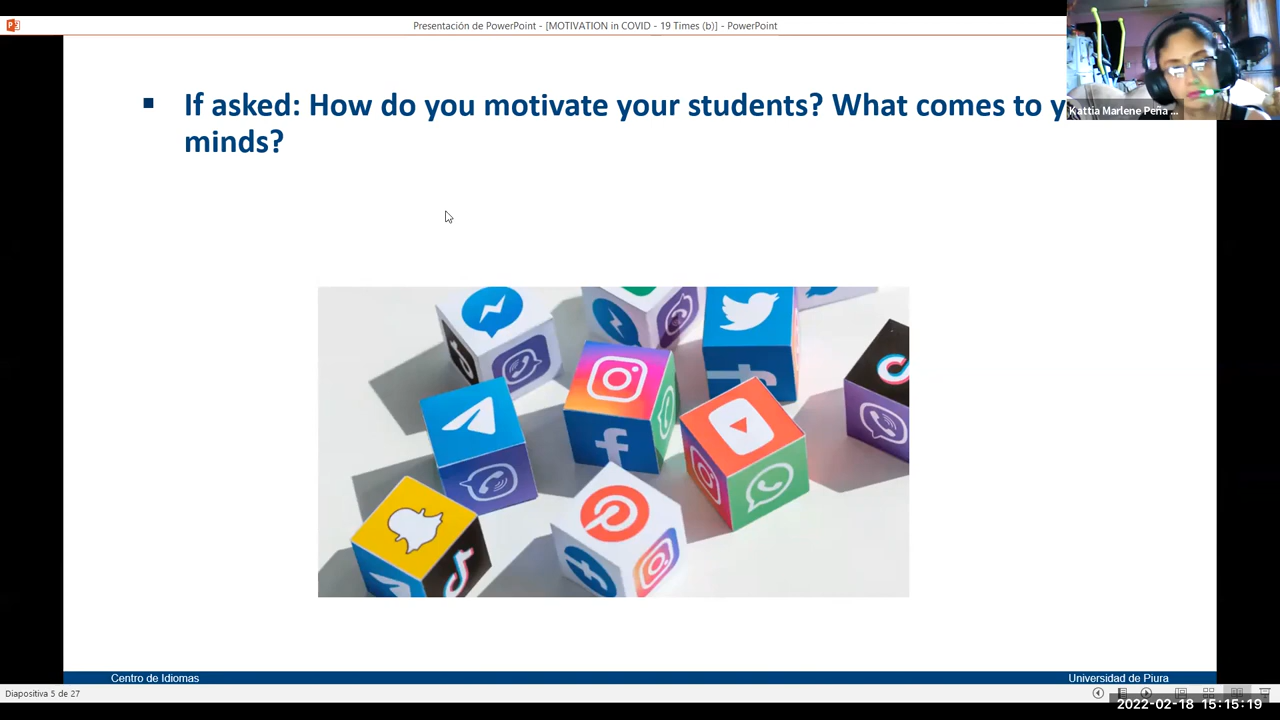 Presentación de PowerPoint - [MOTIVATION in COVID - 19 Times (b)] - PowerPoint
Kattia Marlene Peña ...
If asked: How do you motivate your students? What comes to y
minds?
Centro de Idiomas
Universidad de Piura
Diapositiva 5 de 27
2022-02-18 15:15:19